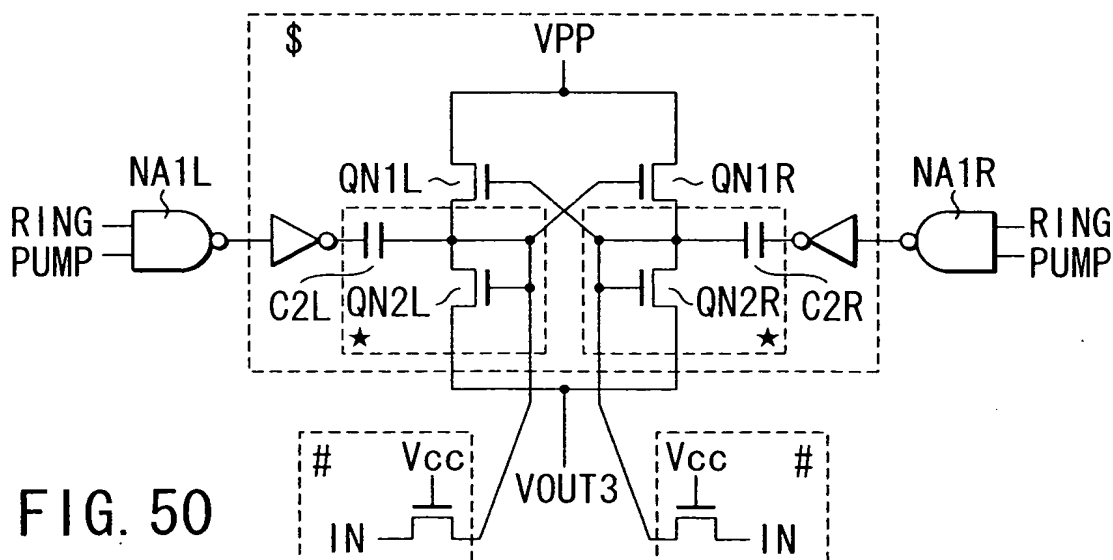 $
VPP
NA1L
QN1L
QN1R
NA1R
RING
PUMP
RING
PUMP
C2L
QN2L
QN2R
C2R
★
★
#
Vcc
VOUT3
Vcc
#
IN
IN
FIG. 50